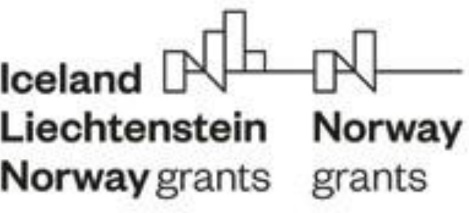 Iceland
Liechtenstein
Norway grants
Norway
grants